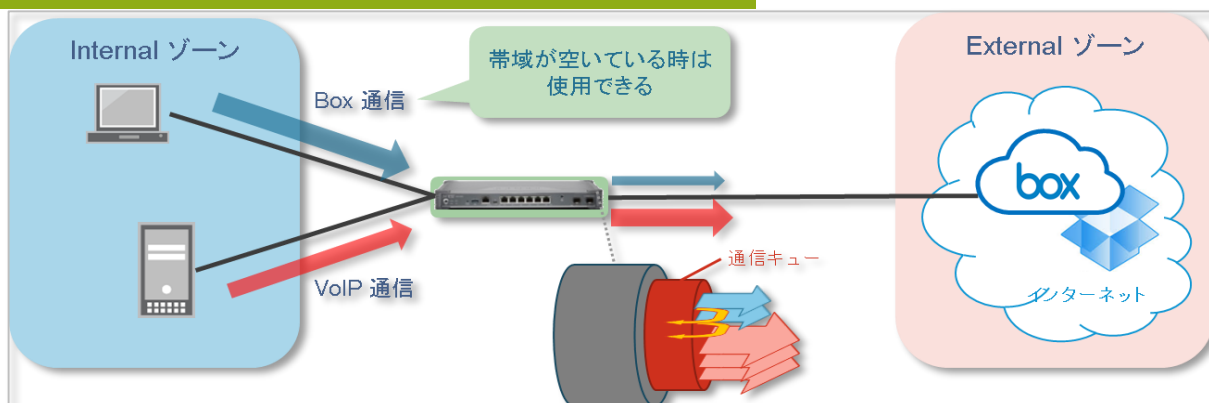 Internal ゾーン
External ゾーン
帯域が空いている時は
使用できる
Box 通信
box
通信キュー
VoIP 通信
インターネット